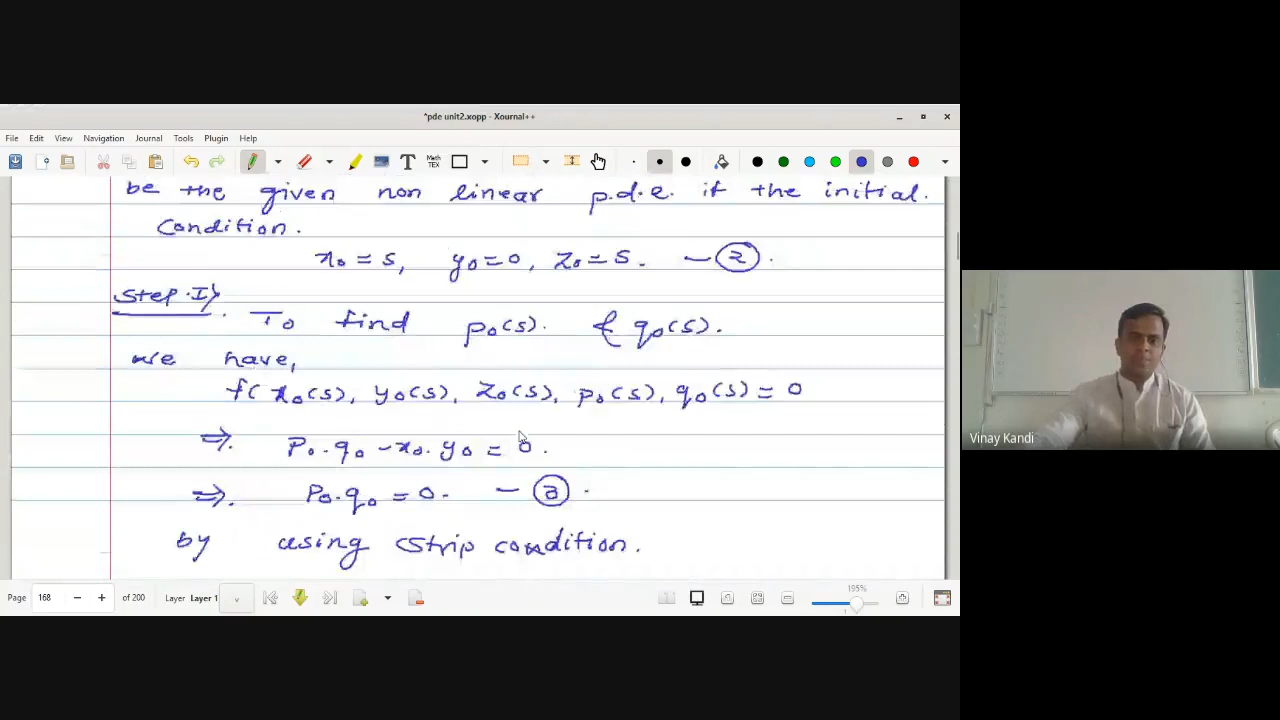 *pde unit2.xopp - Xournal++
File Edit View Navigation Journal Tools Plugin Help
be the given non linear p.d.e. if the initial.
condition.
x₀ = s, y₀ = 0, z₀ = s. — ②.
Step.I) To find p₀(s). & q₀(s).
we have,
f( x₀(s), y₀(s), z₀(s), p₀(s), q₀(s) = 0
⇒. P₀.q₀ - x₀.y₀ = 0.
⇒. P₀.q₀ = 0. — ③.
by using strip condition.
Vinay Kandi
Page 168 of 200 Layer Layer 1 195%